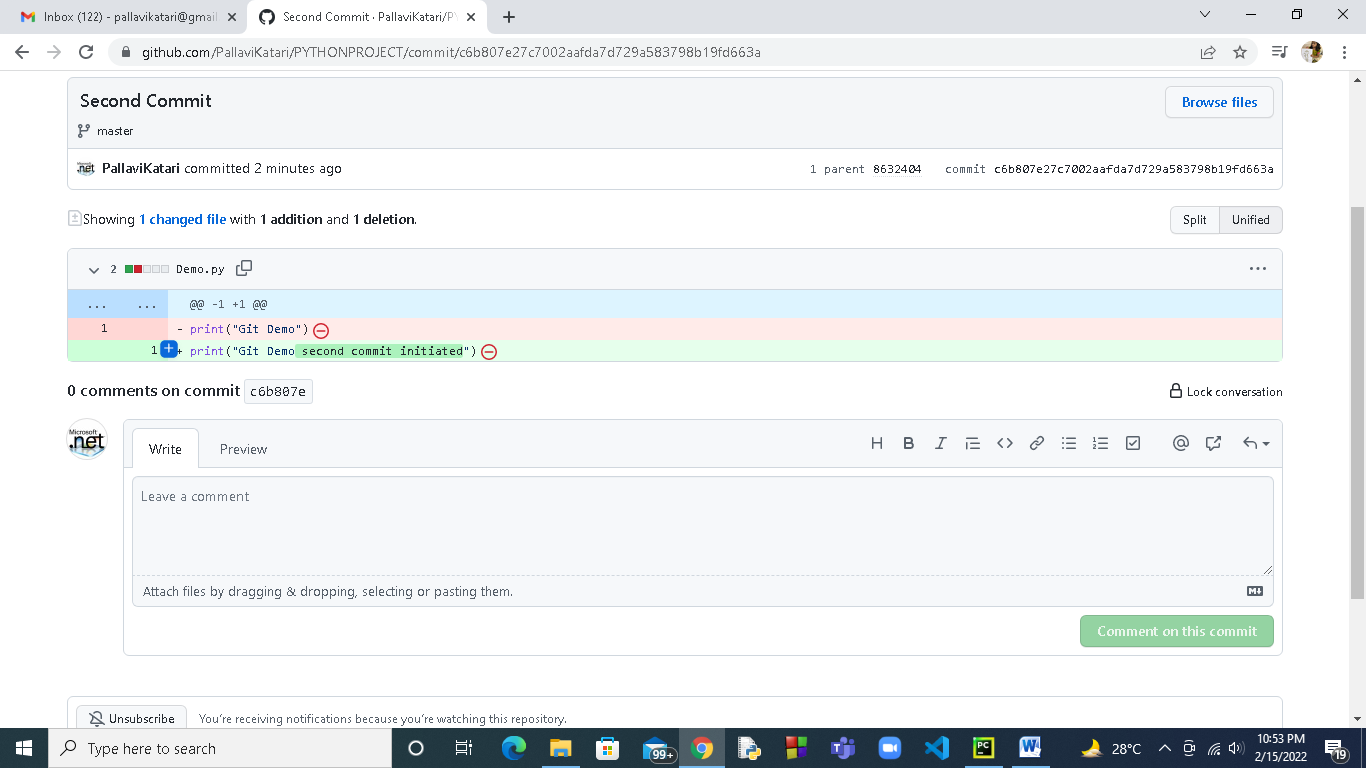 Inbox (122) - pallavikatari@gmail
Second Commit · PallaviKatari/PY
github.com/PallaviKatari/PYTHONPROJECT/commit/c6b807e27c7002aafda7d729a583798b19fd663a
Second Commit
Browse files
master
PallaviKatari committed 2 minutes ago
1 parent 8632404 commit c6b807e27c7002aafda7d729a583798b19fd663a
Showing 1 changed file with 1 addition and 1 deletion.
Split Unified
2 Demo.py
... ... @@ -1 +1 @@
1 - print("Git Demo")
1 + print("Git Demo second commit initiated")
0 comments on commit c6b807e
Lock conversation
Microsoft
.net
Write Preview
Leave a comment
Attach files by dragging & dropping, selecting or pasting them.
Comment on this commit
Unsubscribe You're receiving notifications because you're watching this repository.
Type here to search
99+
PC
28°C
10:53 PM
2/15/2022
19